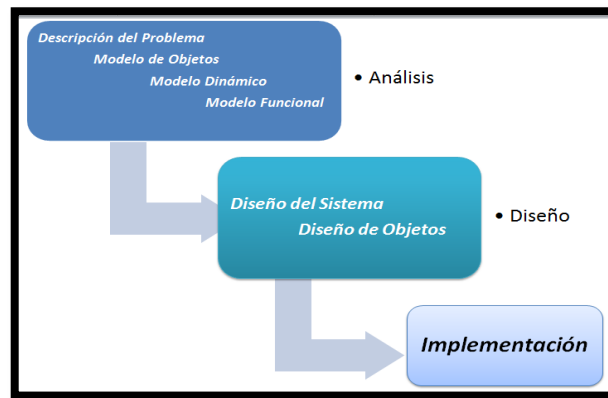 Descripción del Problema
Modelo de Objetos
Modelo Dinámico
Modelo Funcional
• Análisis
Diseño del Sistema
Diseño de Objetos
• Diseño
Implementación